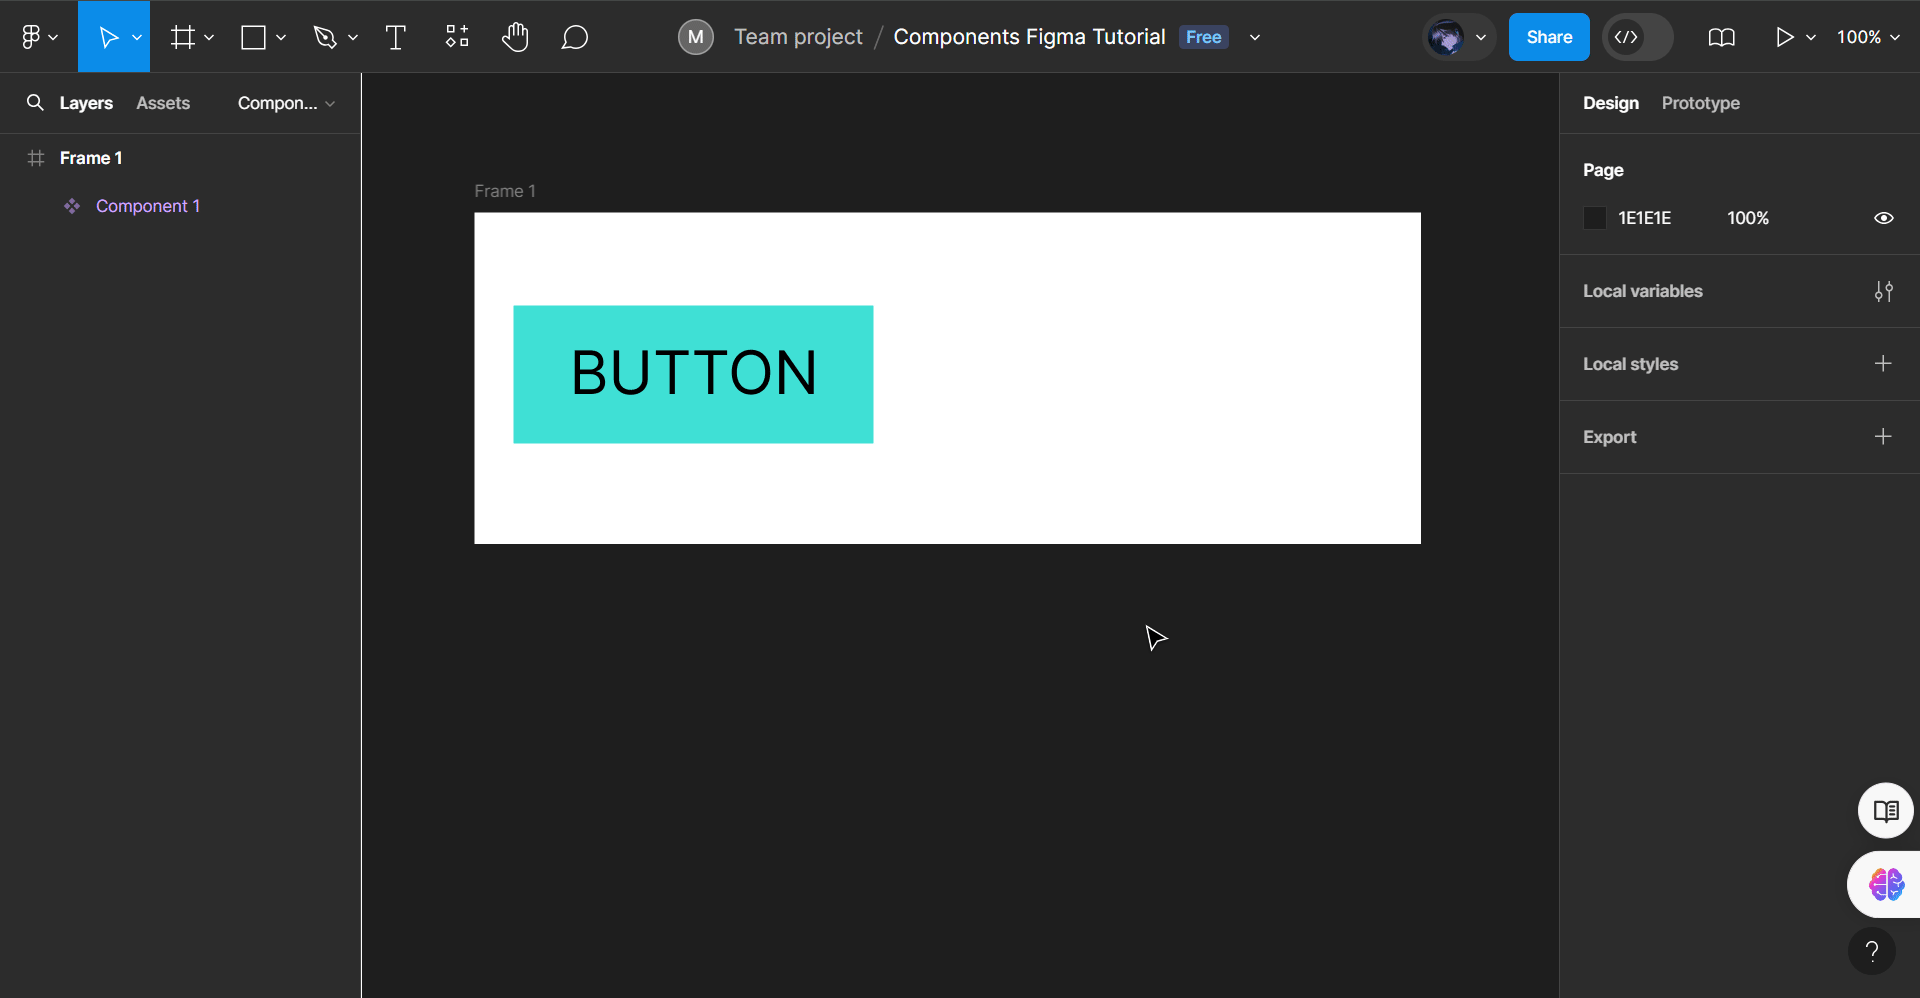 M Team project / Components Figma Tutorial Free
Share
100%
Layers Assets Compon...
Design Prototype
Frame 1
Component 1
Frame 1
BUTTON
Page
1E1E1E 100%
Local variables
Local styles
Export
?